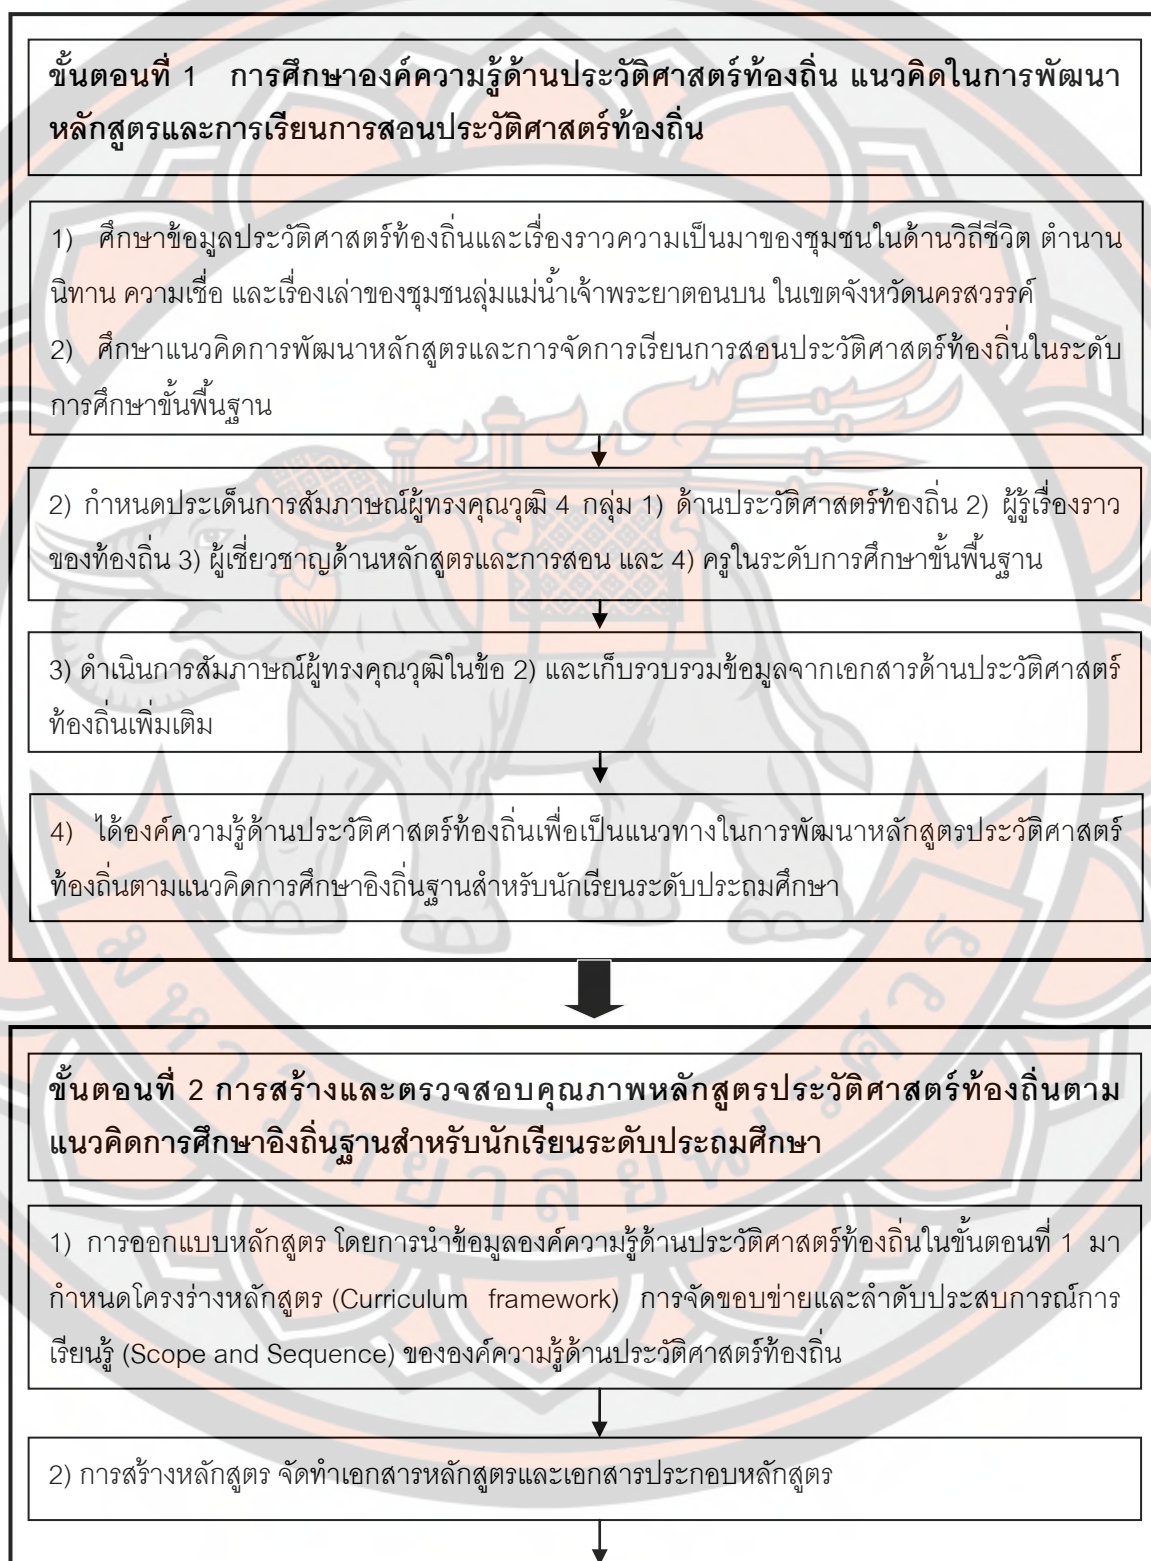 ขั้นตอนที่ 1 การศึกษาองค์ความรู้ด้านประวัติศาสตร์ท้องถิ่น แนวคิดในการพัฒนา
หลักสูตรและการเรียนการสอนประวัติศาสตร์ท้องถิ่น
1) ศึกษาข้อมูลประวัติศาสตร์ท้องถิ่นและเรื่องราวความเป็นมาของชุมชนในด้านวิถีชีวิต ตำนาน
นิทาน ความเชื่อ และเรื่องเล่าของชุมชนลุ่มแม่น้ำเจ้าพระยาตอนบน ในเขตจังหวัดนครสวรรค์
2) ศึกษาแนวคิดการพัฒนาหลักสูตรและการจัดการเรียนการสอนประวัติศาสตร์ท้องถิ่นในระดับ
การศึกษาขั้นพื้นฐาน
2) กำหนดประเด็นการสัมภาษณ์ผู้ทรงคุณวุฒิ 4 กลุ่ม 1) ด้านประวัติศาสตร์ท้องถิ่น 2) ผู้รู้เรื่องราว
ของท้องถิ่น 3) ผู้เชี่ยวชาญด้านหลักสูตรและการสอน และ 4) ครูในระดับการศึกษาขั้นพื้นฐาน
3) ดำเนินการสัมภาษณ์ผู้ทรงคุณวุฒิในข้อ 2) และเก็บรวบรวมข้อมูลจากเอกสารด้านประวัติศาสตร์
ท้องถิ่นเพิ่มเติม
4) ได้องค์ความรู้ด้านประวัติศาสตร์ท้องถิ่นเพื่อเป็นแนวทางในการพัฒนาหลักสูตรประวัติศาสตร์
ท้องถิ่นตามแนวคิดการศึกษาอิงถิ่นฐานสำหรับนักเรียนระดับประถมศึกษา
มหาวิทยาลัยนเรศวร
ขั้นตอนที่ 2 การสร้างและตรวจสอบคุณภาพหลักสูตรประวัติศาสตร์ท้องถิ่นตาม
แนวคิดการศึกษาอิงถิ่นฐานสำหรับนักเรียนระดับประถมศึกษา
1) การออกแบบหลักสูตร โดยการนำข้อมูลองค์ความรู้ด้านประวัติศาสตร์ท้องถิ่นในขั้นตอนที่ 1 มา
กำหนดโครงร่างหลักสูตร (Curriculum framework) การจัดขอบข่ายและลำดับประสบการณ์การ
เรียนรู้ (Scope and Sequence) ขององค์ความรู้ด้านประวัติศาสตร์ท้องถิ่น
2) การสร้างหลักสูตร จัดทำเอกสารหลักสูตรและเอกสารประกอบหลักสูตร